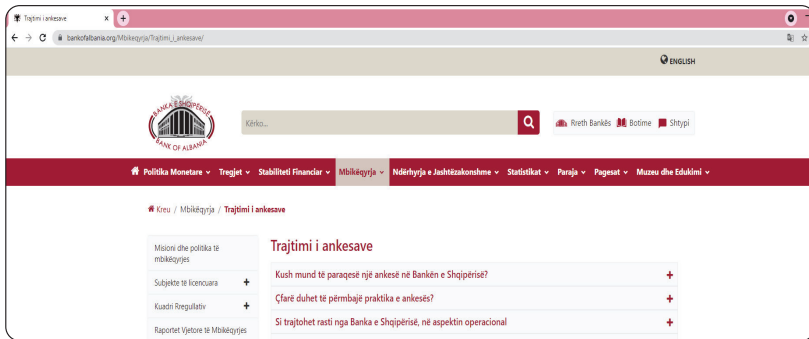 Trajtimi i ankesave
bankofalbania.org/Mbikeqyrja/Trajtimi_i_ankesave/
ENGLISH
BANKA E SHQIPËRISË
BANK OF ALBANIA
Kërko...
Rreth Bankës Botime Shtypi
Politika Monetare Tregjet Stabiliteti Financiar Mbikëqyrja Ndërhyrja e Jashtëzakonshme Statistikat Paraja Pagesat Muzeu dhe Edukimi
Kreu / Mbikëqyrja / Trajtimi i ankesave
Misioni dhe politika të
mbikëqyrjes
Subjekte të licencuara +
Kuadri Rregullativ +
Raportet Vjetore të Mbikëqyrjes
Trajtimi i ankesave
Kush mund të paraqesë një ankesë në Bankën e Shqipërisë? +
Çfarë duhet të përmbajë praktika e ankesës? +
Si trajtohet rasti nga Banka e Shqipërisë, në aspektin operacional +